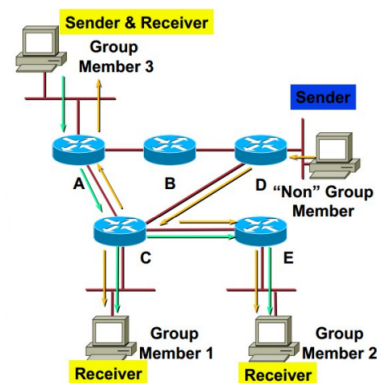 Sender & Receiver
Group
Member 3
Sender
A
B
D
"Non" Group
Member
C
E
Group
Member 1
Receiver
Group
Member 2
Receiver